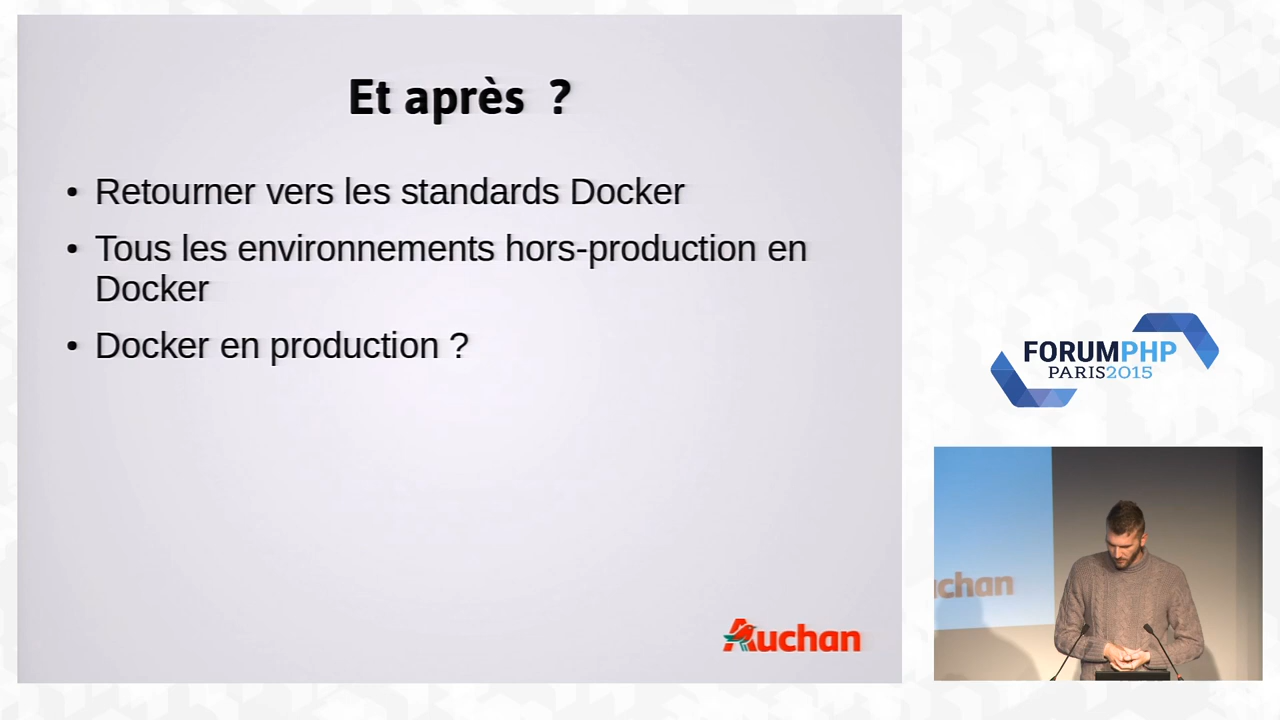 Et après ?
• Retourner vers les standards Docker
• Tous les environnements hors-production en
Docker
• Docker en production ?
Auchan
FORUMPHP
PARIS2015
uchan